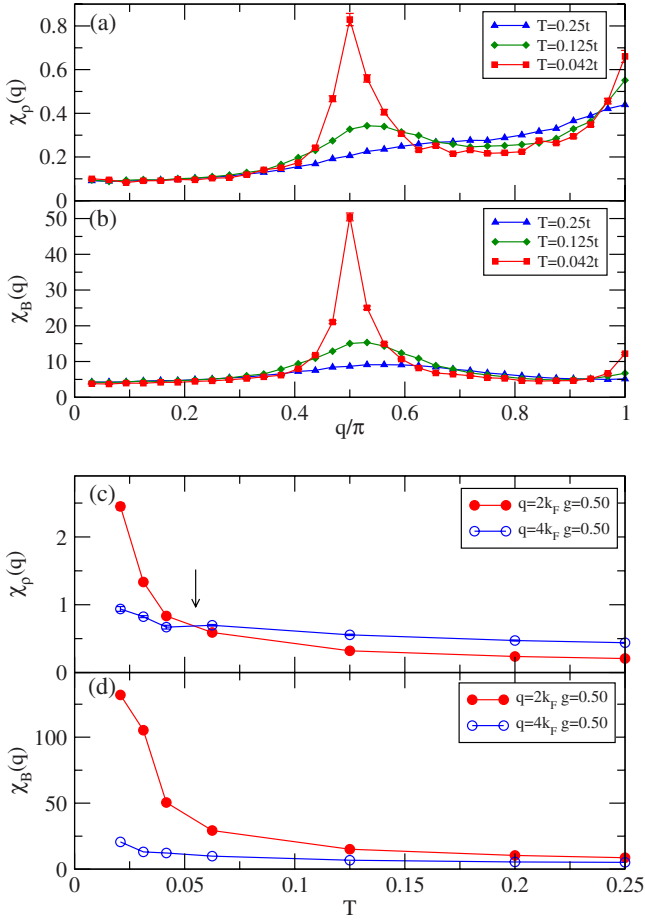 (a)
T=0.25t
T=0.125t
T=0.042t
0.8
0.6
0.4
0.2
0
χρ(q)
(b)
T=0.25t
T=0.125t
T=0.042t
50
40
30
20
10
0
χB(q)
0 0.2 0.4 0.6 0.8 1
q/π
(c)
q=2kF g=0.50
q=4kF g=0.50
2
1
0
χρ(q)
(d)
q=2kF g=0.50
q=4kF g=0.50
100
50
0
χB(q)
0 0.05 0.1 0.15 0.2 0.25
T